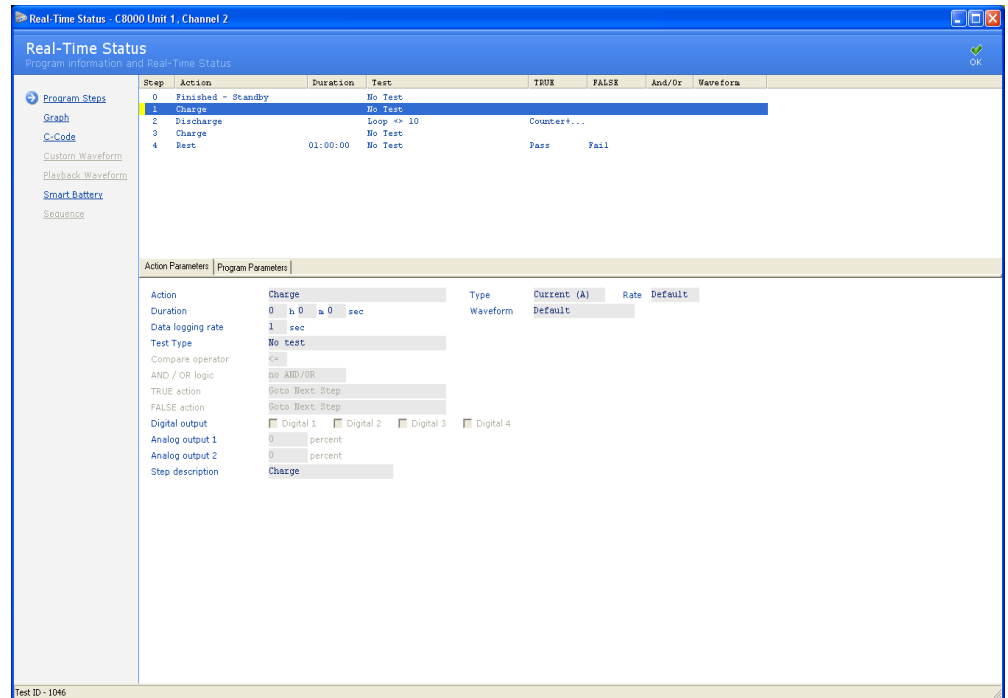 Real-Time Status - C8000 Unit 1, Channel 2
Real-Time Status
Program information and Real-Time Status
OK
Program Steps
Graph
C-Code
Custom Waveform
Playback Waveform
Smart Battery
Sequence
Step Action Duration Test TRUE FALSE And/Or Waveform
0 Finished - Standby No Test
1 Charge No Test
2 Discharge Loop <> 10 Counter+...
3 Charge No Test
4 Rest 01:00:00 No Test Pass Fail
Action Parameters Program Parameters
Action Charge Type Current (A) Rate Default
Duration 0 h 0 m 0 sec Waveform Default
Data logging rate 1 sec
Test Type No test
Compare operator <=
AND / OR logic no AND/OR
TRUE action Goto Next Step
FALSE action Goto Next Step
Digital output Digital 1 Digital 2 Digital 3 Digital 4
Analog output 1 0 percent
Analog output 2 0 percent
Step description Charge
Test ID - 1046